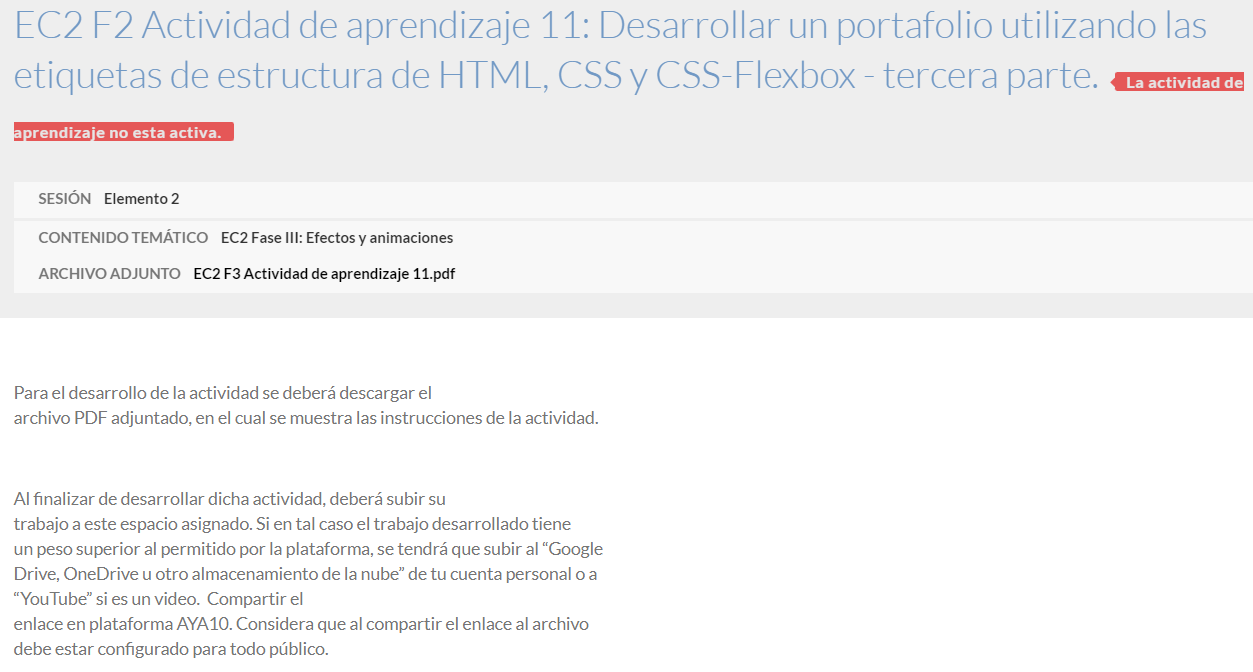 EC2 F2 Actividad de aprendizaje 11: Desarrollar un portafolio utilizando las
etiquetas de estructura de HTML, CSS y CSS-Flexbox - tercera parte. La actividad de
aprendizaje no esta activa.
SESIÓN Elemento 2
CONTENIDO TEMÁTICO EC2 Fase III: Efectos y animaciones
ARCHIVO ADJUNTO EC2 F3 Actividad de aprendizaje 11.pdf
Para el desarrollo de la actividad se deberá descargar el
archivo PDF adjuntado, en el cual se muestra las instrucciones de la actividad.
Al finalizar de desarrollar dicha actividad, deberá subir su
trabajo a este espacio asignado. Si en tal caso el trabajo desarrollado tiene
un peso superior al permitido por la plataforma, se tendrá que subir al “Google
Drive, OneDrive u otro almacenamiento de la nube” de tu cuenta personal o a
“YouTube” si es un video.  Compartir el
enlace en plataforma AYA10. Considera que al compartir el enlace al archivo
debe estar configurado para todo público.